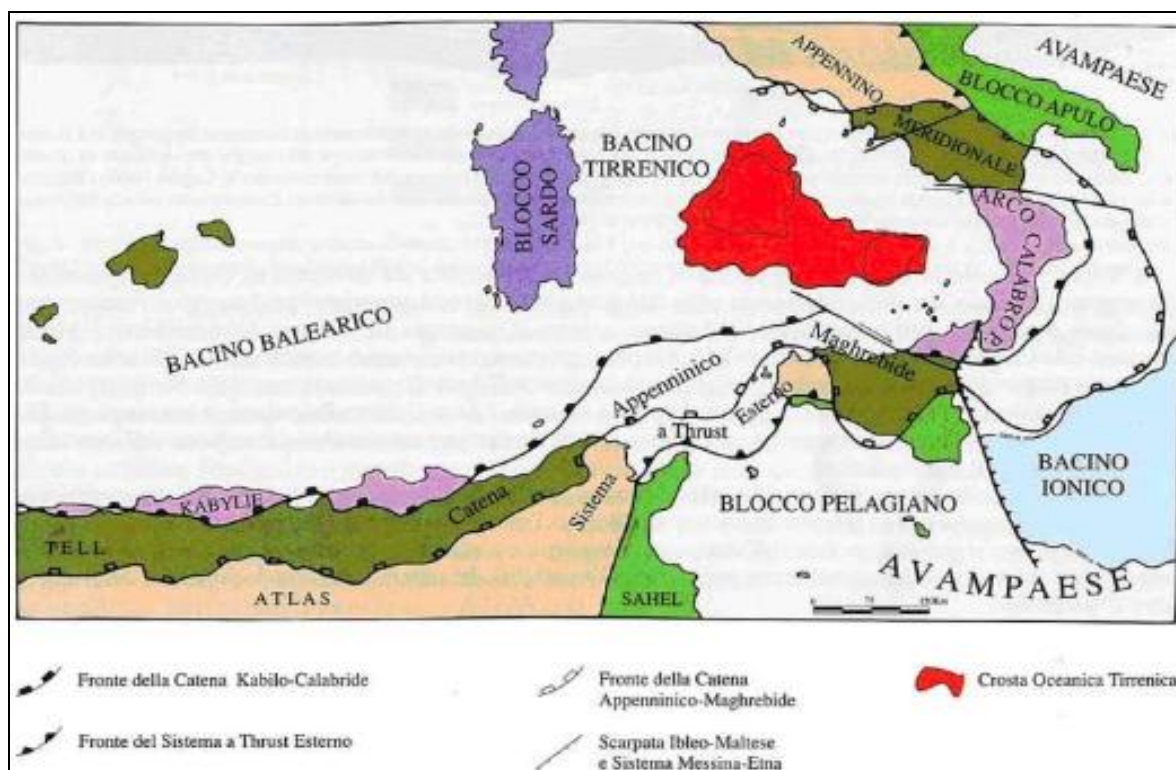 APPENNINO
AVAMPAESE
BLOCCO APULO
MERIDIONALE
BACINO
TIRRENICO
BLOCCO
SARDO
ARCO CALABRO P.
BACINO BALEARICO
Maghrebide
Appenninico
Esterno
a Thrust
BACINO
IONICO
KABYLIE
Catena
Sistema
BLOCCO PELAGIANO
TELL
AVAMPAESE
ATLAS
SAHEL
Fronte della Catena Kabilo-Calabride
Fronte della Catena
Appenninico-Maghrebide
Crosta Oceanica Tirrenica
Fronte del Sistema a Thrust Esterno
Scarpata Ibleo-Maltese
e Sistema Messina-Etna